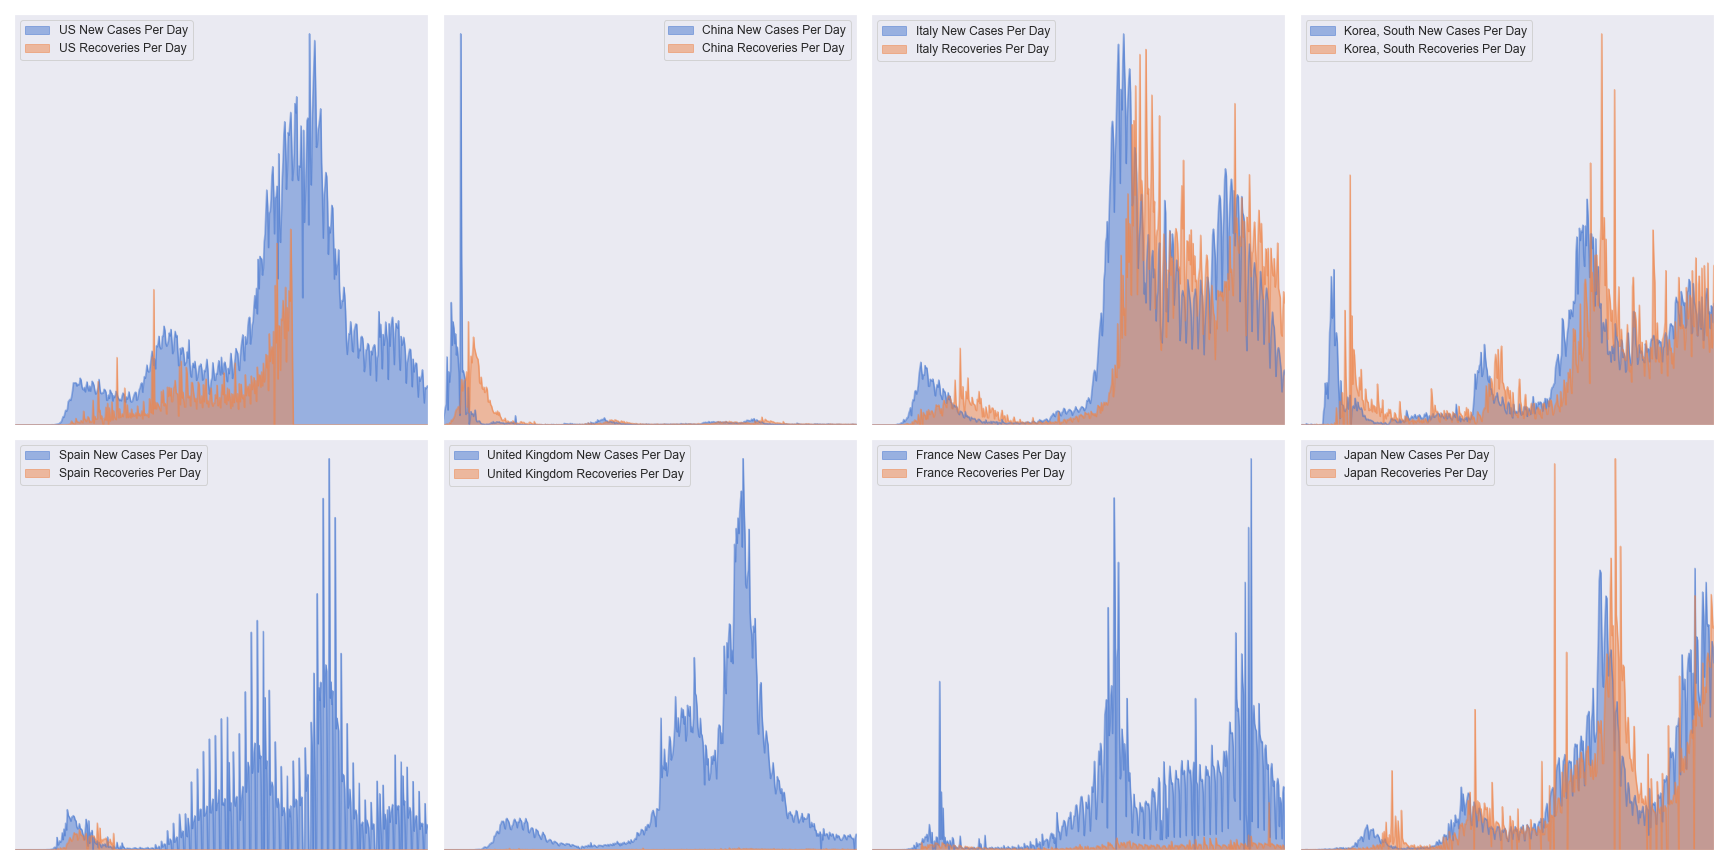 US New Cases Per Day
US Recoveries Per Day
China New Cases Per Day
China Recoveries Per Day
Italy New Cases Per Day
Italy Recoveries Per Day
Korea, South New Cases Per Day
Korea, South Recoveries Per Day
Spain New Cases Per Day
Spain Recoveries Per Day
United Kingdom New Cases Per Day
United Kingdom Recoveries Per Day
France New Cases Per Day
France Recoveries Per Day
Japan New Cases Per Day
Japan Recoveries Per Day